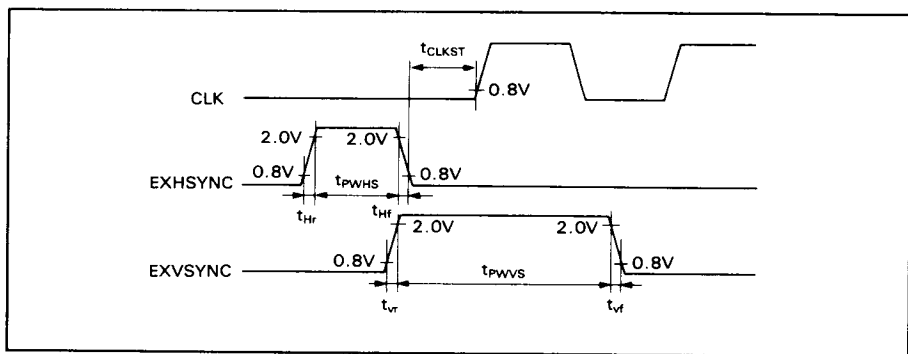 tCLKST
0.8V
CLK
2.0V 2.0V
0.8V tPWHS 0.8V
EXHSYNC
tHr tHf
2.0V 2.0V
0.8V tPWVS 0.8V
EXVSYNC
tvr tvf